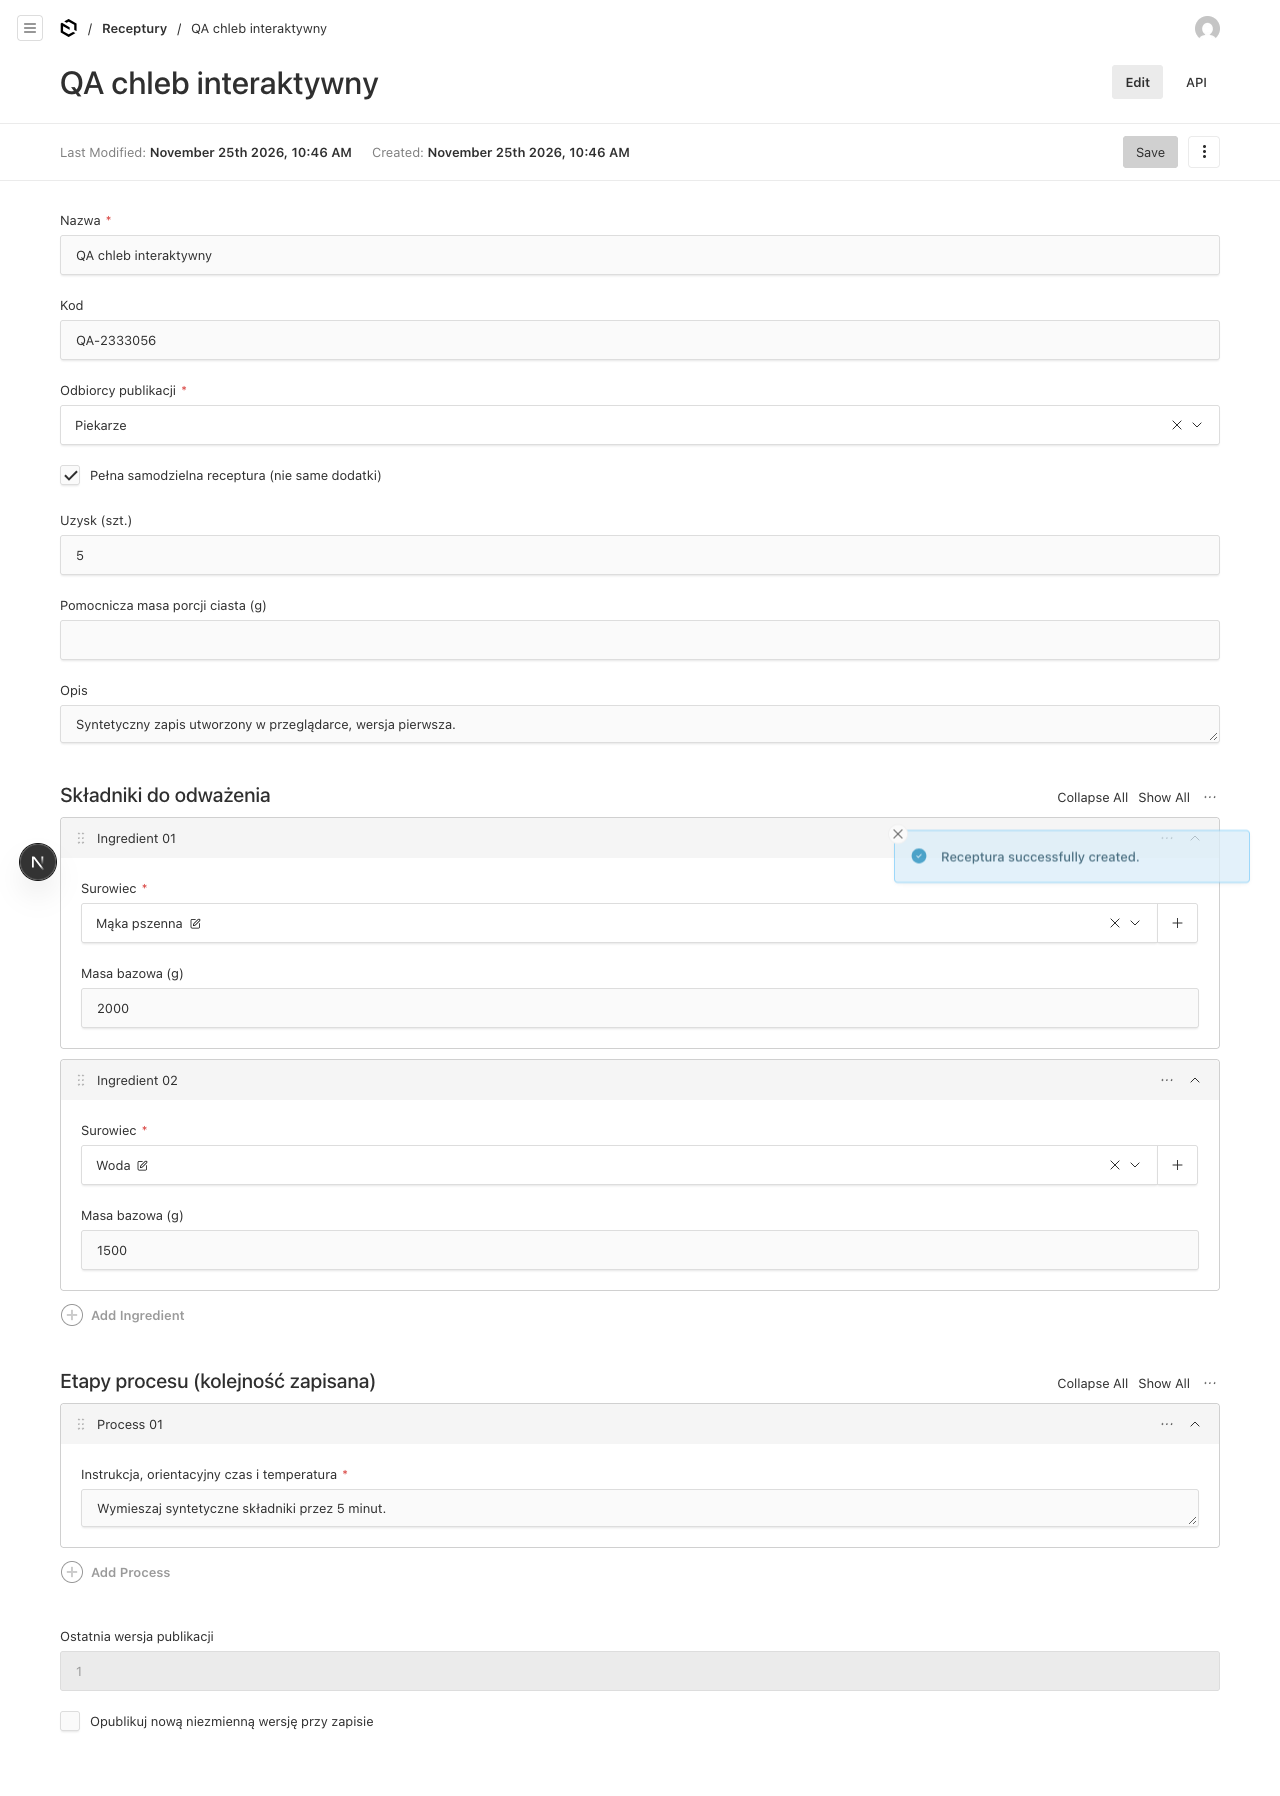 / Receptury / QA chleb interaktywny
QA chleb interaktywny
Edit API
Last Modified: November 25th 2026, 10:46 AM Created: November 25th 2026, 10:46 AM
Save
Nazwa *
QA chleb interaktywny
Kod
QA-2333056
Odbiorcy publikacji *
Piekarze
Pełna samodzielna receptura (nie same dodatki)
Uzysk (szt.)
5
Pomocnicza masa porcji ciasta (g)
Opis
Syntetyczny zapis utworzony w przeglądarce, wersja pierwsza.
Składniki do odważenia
Collapse All Show All
Ingredient 01
Receptura successfully created.
N
Surowiec *
Mąka pszenna
Masa bazowa (g)
2000
Ingredient 02
Surowiec *
Woda
Masa bazowa (g)
1500
Add Ingredient
Etapy procesu (kolejność zapisana)
Collapse All Show All
Process 01
Instrukcja, orientacyjny czas i temperatura *
Wymieszaj syntetyczne składniki przez 5 minut.
Add Process
Ostatnia wersja publikacji
1
Opublikuj nową niezmienną wersję przy zapisie